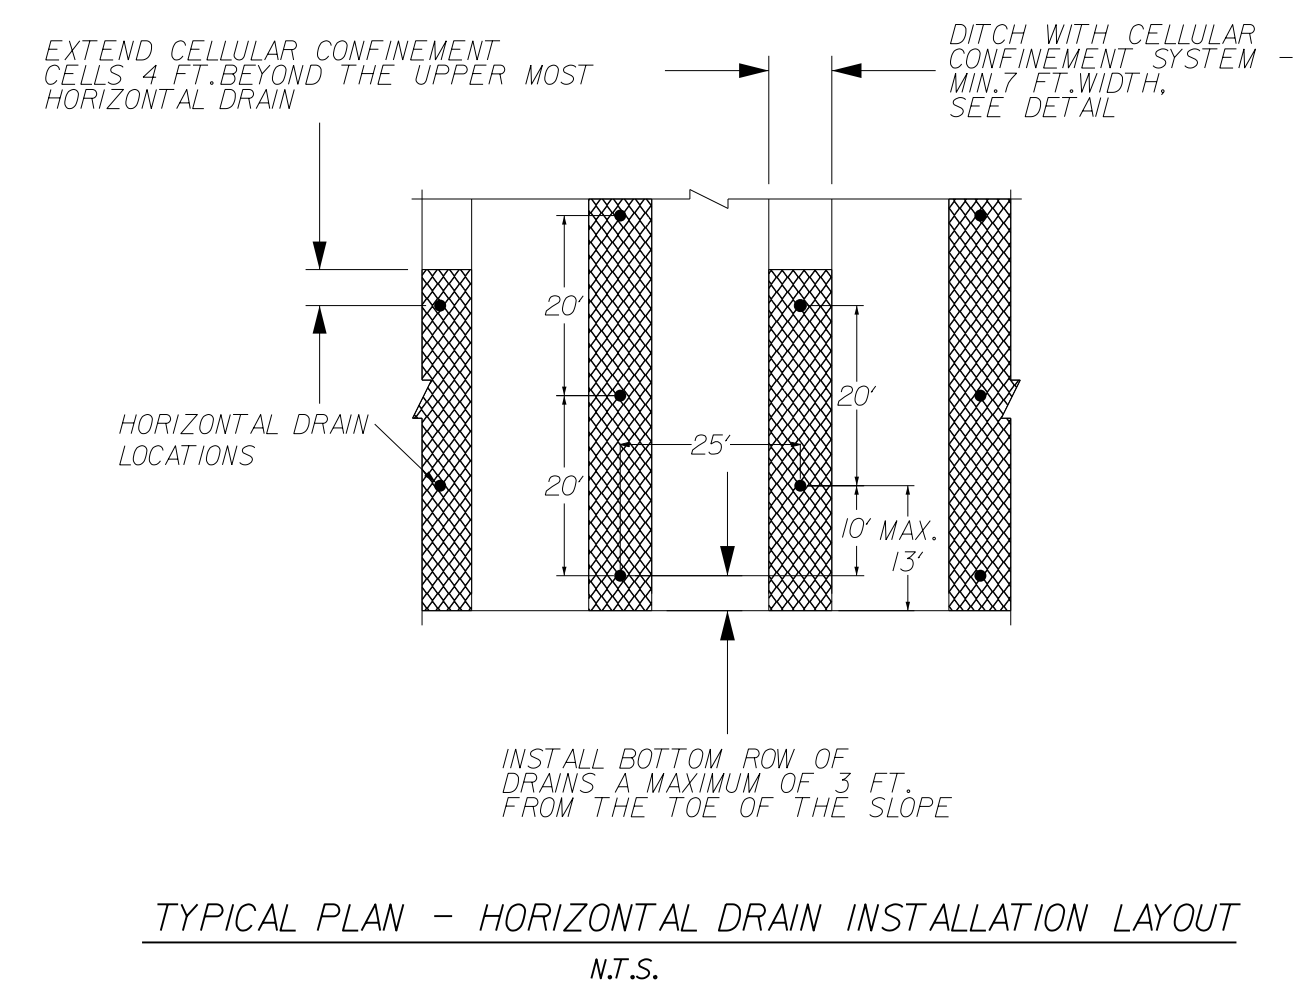 EXTEND CELLULAR CONFINEMENT
CELLS 4 FT. BEYOND THE UPPER MOST
HORIZONTAL DRAIN
DITCH WITH CELLULAR
CONFINEMENT SYSTEM -
MIN. 7 FT. WIDTH,
SEE DETAIL
20'
20'
HORIZONTAL DRAIN
LOCATIONS
25'
20'
10'
MAX.
13'
INSTALL BOTTOM ROW OF
DRAINS A MAXIMUM OF 3 FT.
FROM THE TOE OF THE SLOPE
TYPICAL PLAN - HORIZONTAL DRAIN INSTALLATION LAYOUT
N.T.S.